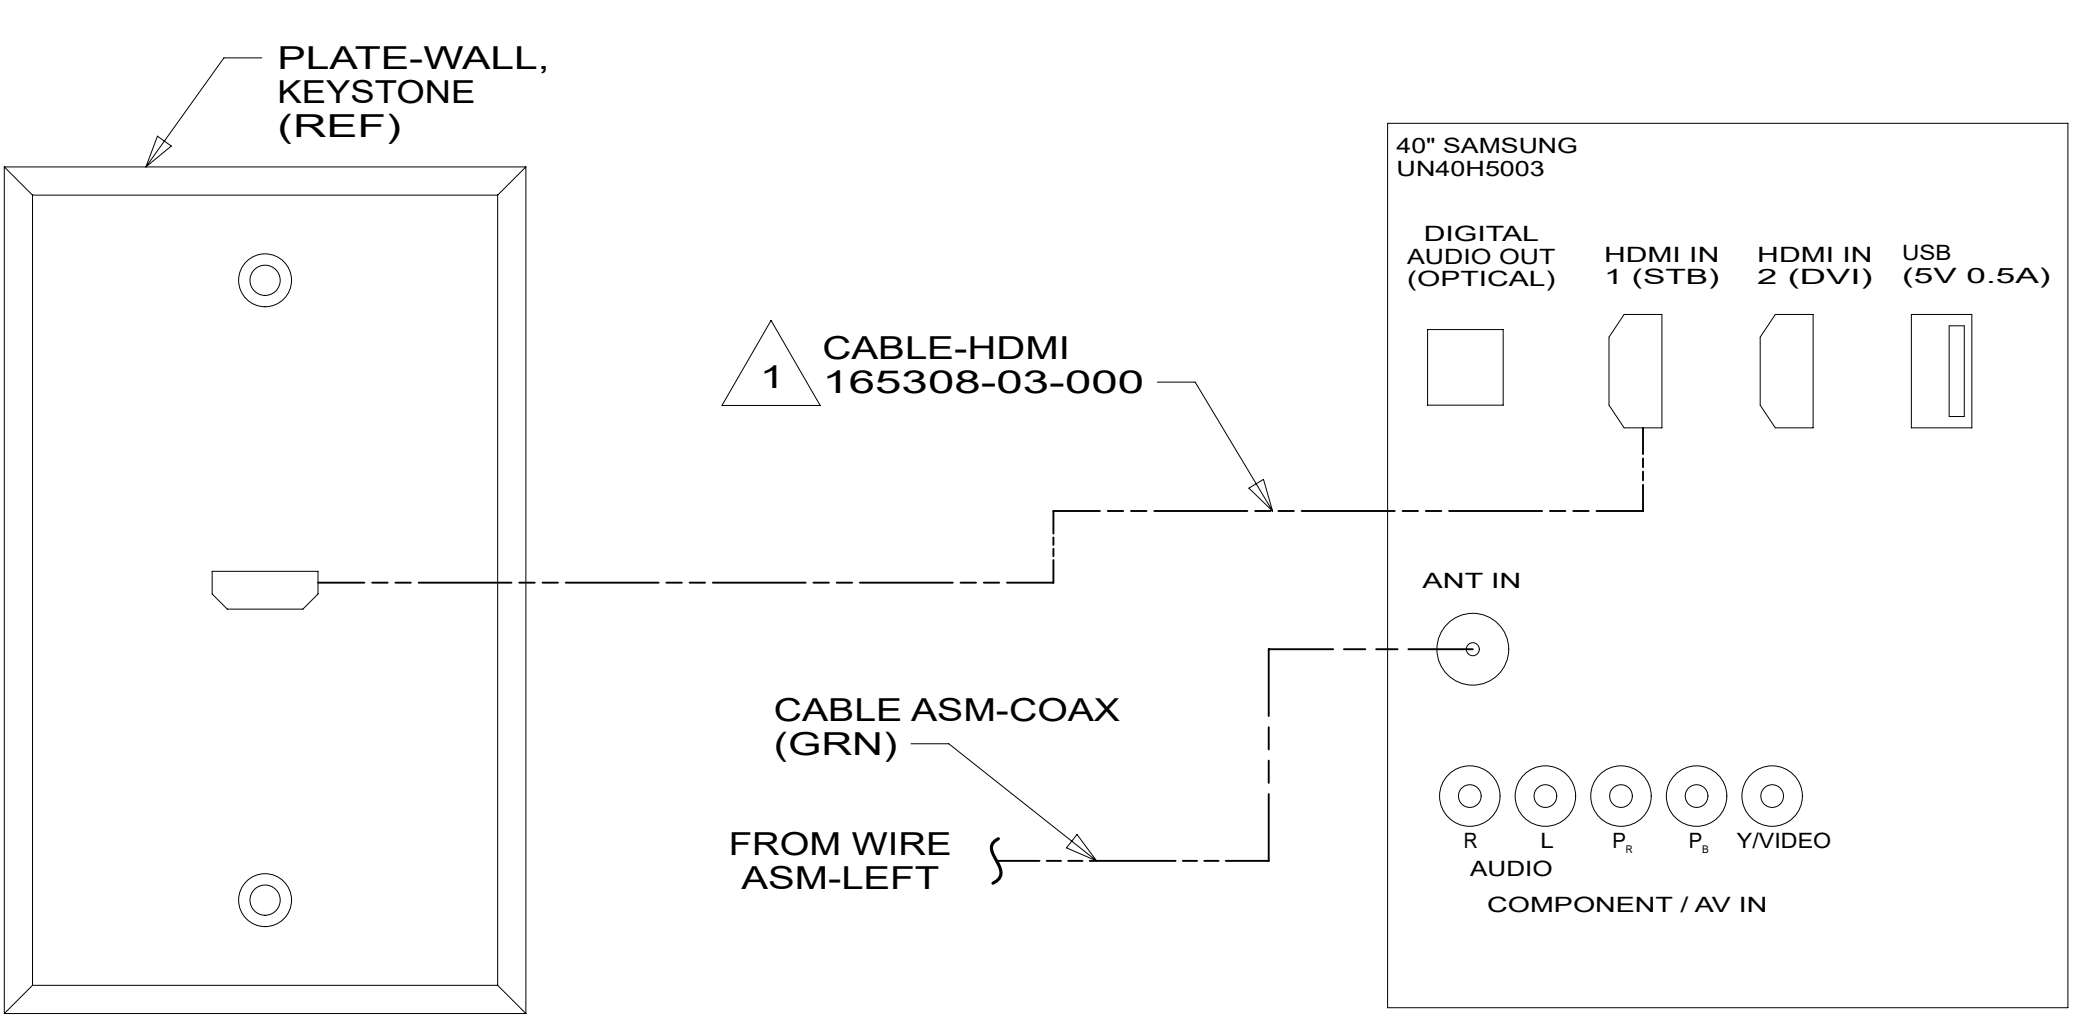 PLATE-WALL,
KEYSTONE
(REF)
40" SAMSUNG
UN40H5003
DIGITAL
AUDIO OUT
(OPTICAL)
HDMI IN
1 (STB)
HDMI IN
2 (DVI)
USB
(5V 0.5A)
1
CABLE-HDMI
165308-03-000
ANT IN
CABLE ASM-COAX
(GRN)
FROM WIRE
ASM-LEFT
R L PR PB Y/VIDEO
AUDIO
COMPONENT / AV IN